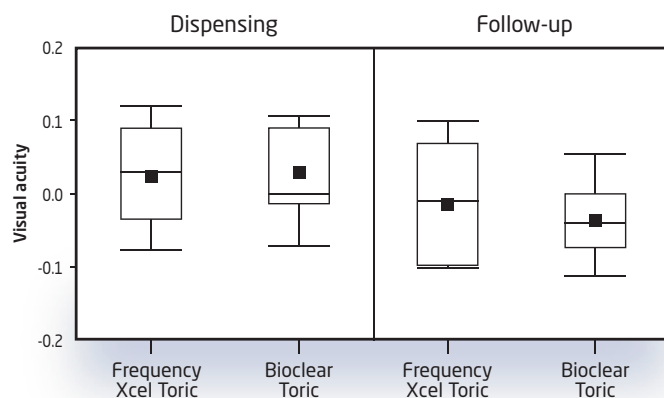 Dispensing
Follow-up
Visual acuity
0.2
0.1
0.0
-0.1
-0.2
Frequency
Xcel Toric
Bioclear
Toric
Frequency
Xcel Toric
Bioclear
Toric